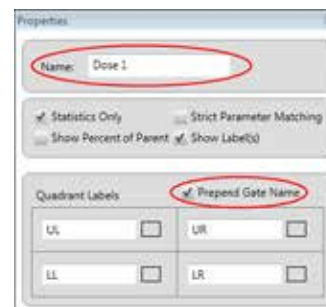 Properties
Name: Dose 1
Statistics Only Strict Parameter Matching
Show Percent of Parent Show Label(s)
Quadrant Labels Prepend Gate Name
UL UR
LL LR